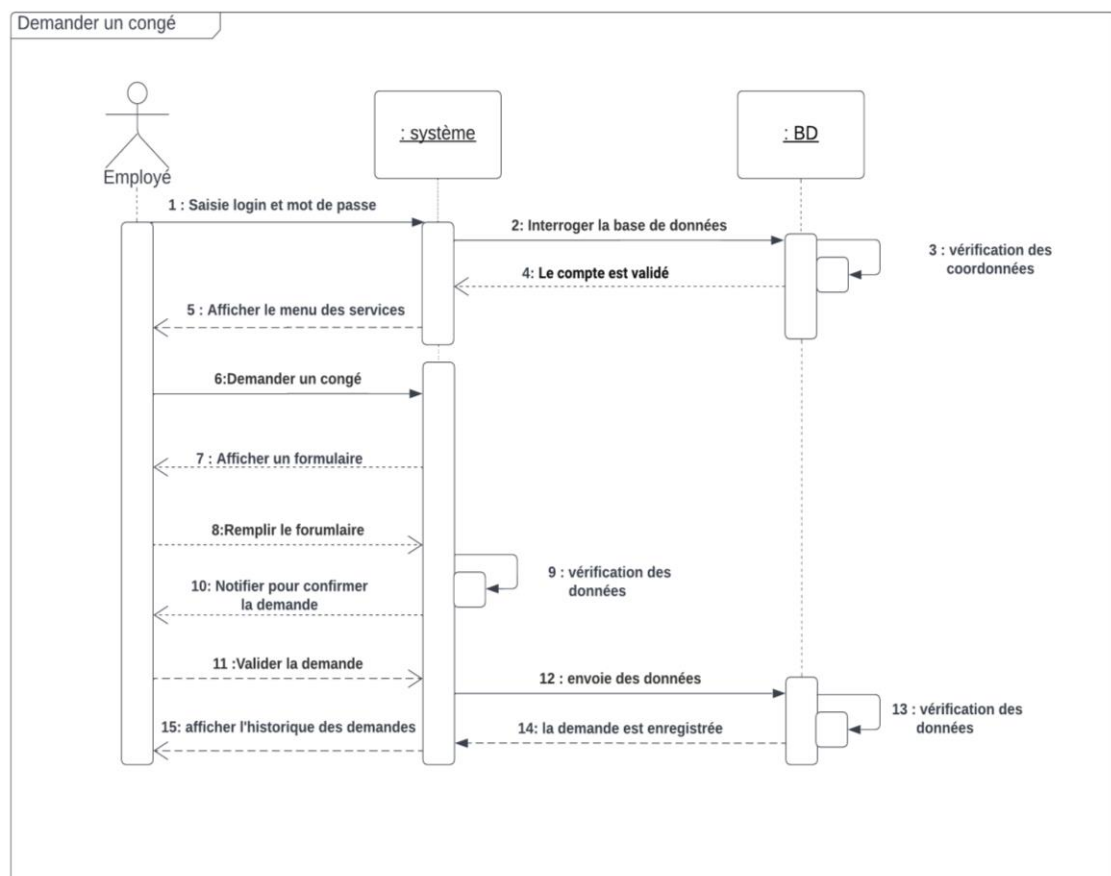 Demander un congé
: système
: BD
Employé
1 : Saisie login et mot de passe
2: Interroger la base de données
3 : vérification des
coordonnées
4: Le compte est validé
5 : Afficher le menu des services
6:Demander un congé
7 : Afficher un formulaire
8:Remplir le forumlaire
9 : vérification des
données
10: Notifier pour confirmer
la demande
11 :Valider la demande
12 : envoie des données
13 : vérification des
données
14: la demande est enregistrée
15: afficher l'historique des demandes